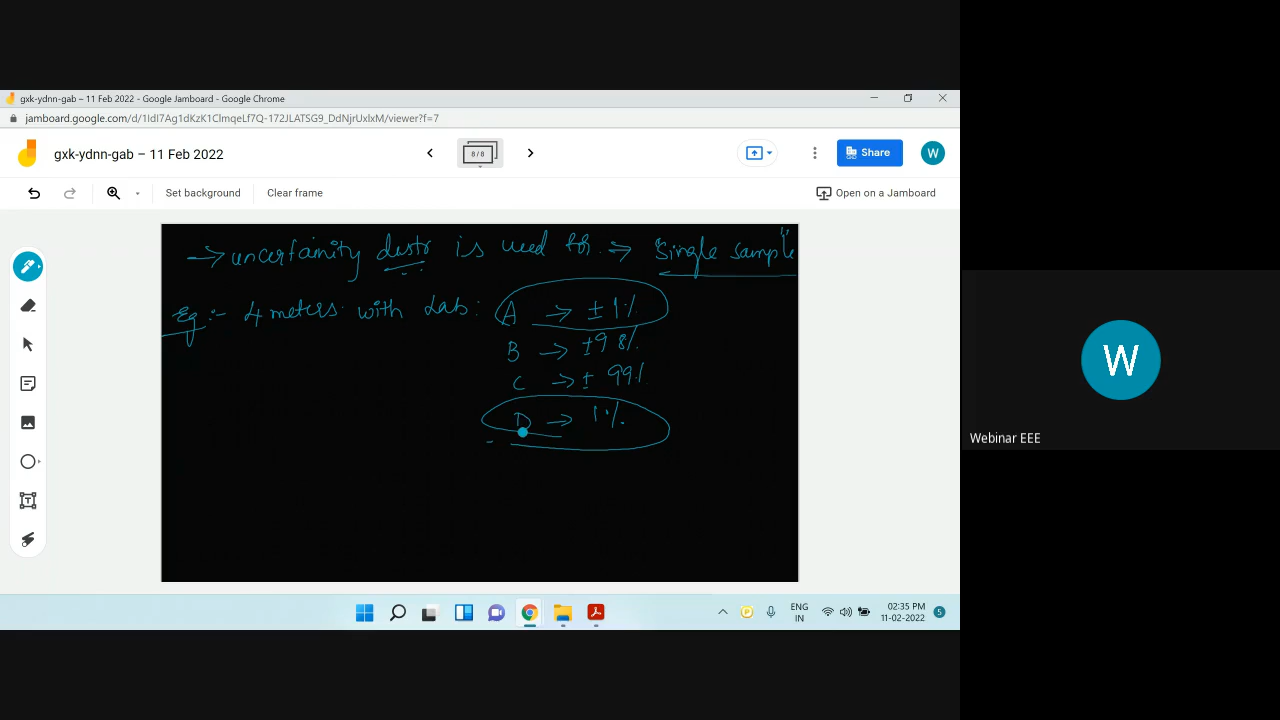 gxk-ydnn-gab – 11 Feb 2022 - Google Jamboard - Google Chrome
jamboard.google.com/d/1IdI7Ag1dKzK1ClmqeLf7Q-172JLATSG9_DdNjrUxlxM/viewer?f=7
gxk-ydnn-gab – 11 Feb 2022
8 / 8
Share
W
Set background
Clear frame
Open on a Jamboard
→ uncertainity distr is used for → "single sample"
Eg :- 4 meters with Lab :
A → ± 1%
B → ± 98%
C → ± 99%
D → 1%
W
Webinar EEE
ENG
IN
02:35 PM
11-02-2022
5